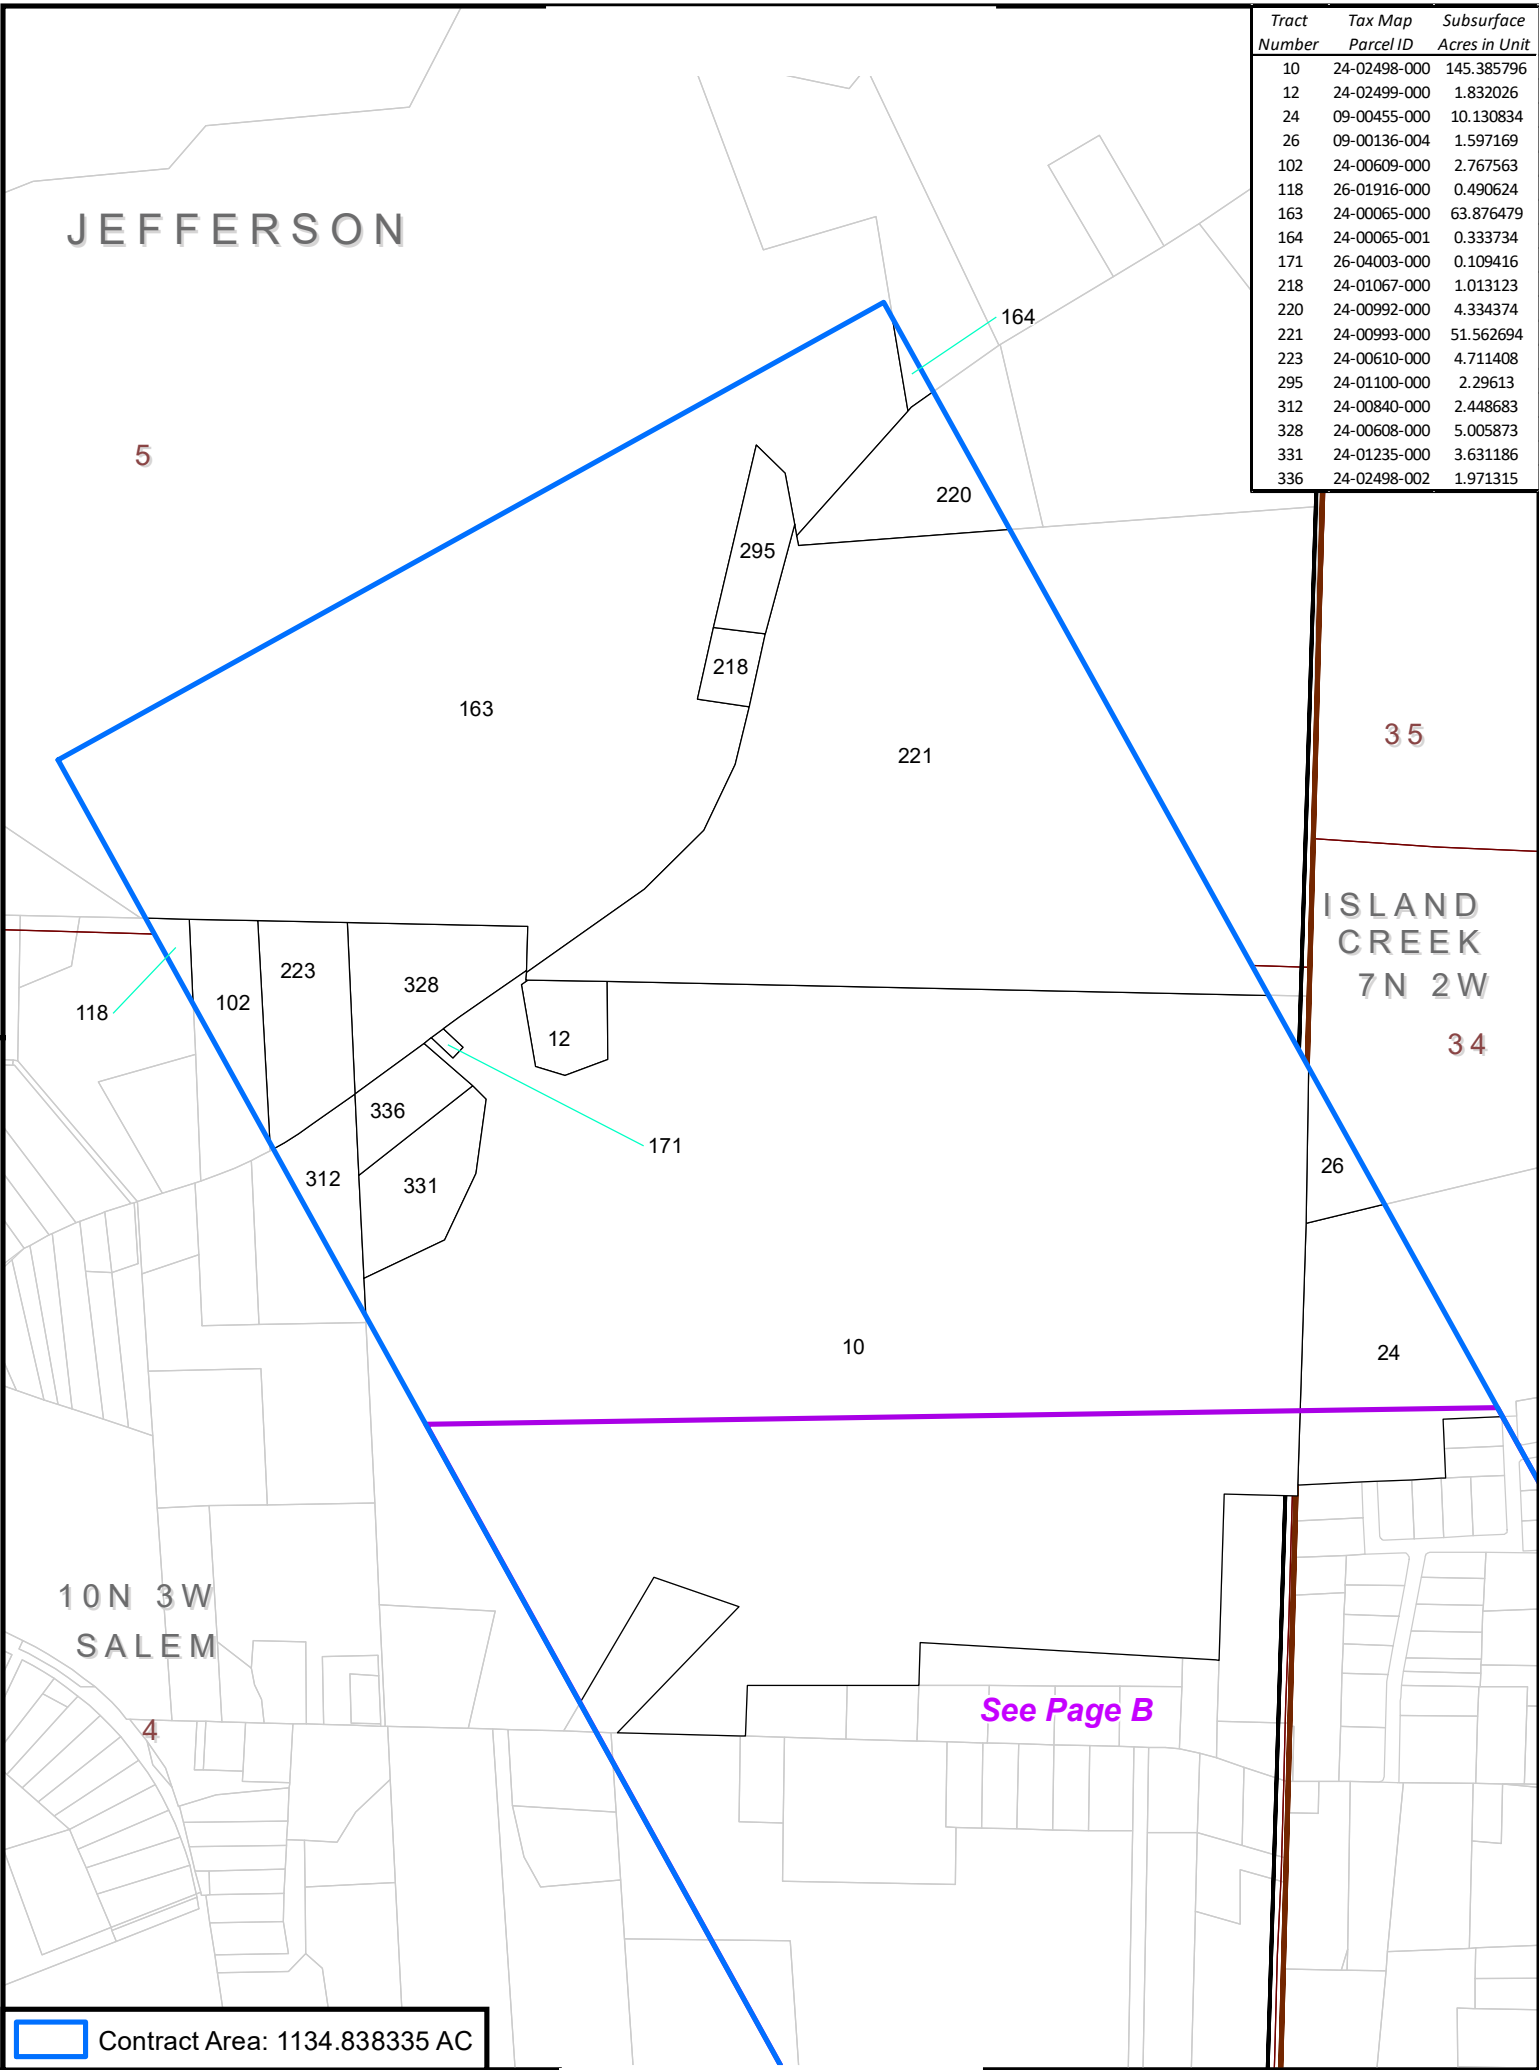 Tract Tax Map Subsurface
Number Parcel ID Acres in Unit
10 24-02498-000 145.385796
12 24-02499-000 1.832026
24 09-00455-000 10.130834
26 09-00136-004 1.597169
102 24-00609-000 2.767563
118 26-01916-000 0.490624
163 24-00065-000 63.876479
164 24-00065-001 0.333734
171 26-04003-000 0.109416
218 24-01067-000 1.013123
220 24-00992-000 4.334374
221 24-00993-000 51.562694
223 24-00610-000 4.711408
295 24-01100-000 2.29613
312 24-00840-000 2.448683
328 24-00608-000 5.005873
331 24-01235-000 3.631186
336 24-02498-002 1.971315
JEFFERSON
164
5
220
295
218
163
35
221
ISLAND
CREEK
7N 2W
223
328
102
118
12
34
336
171
26
312
331
10
24
10N 3W
SALEM
See Page B
4
Contract Area: 1134.838335 AC